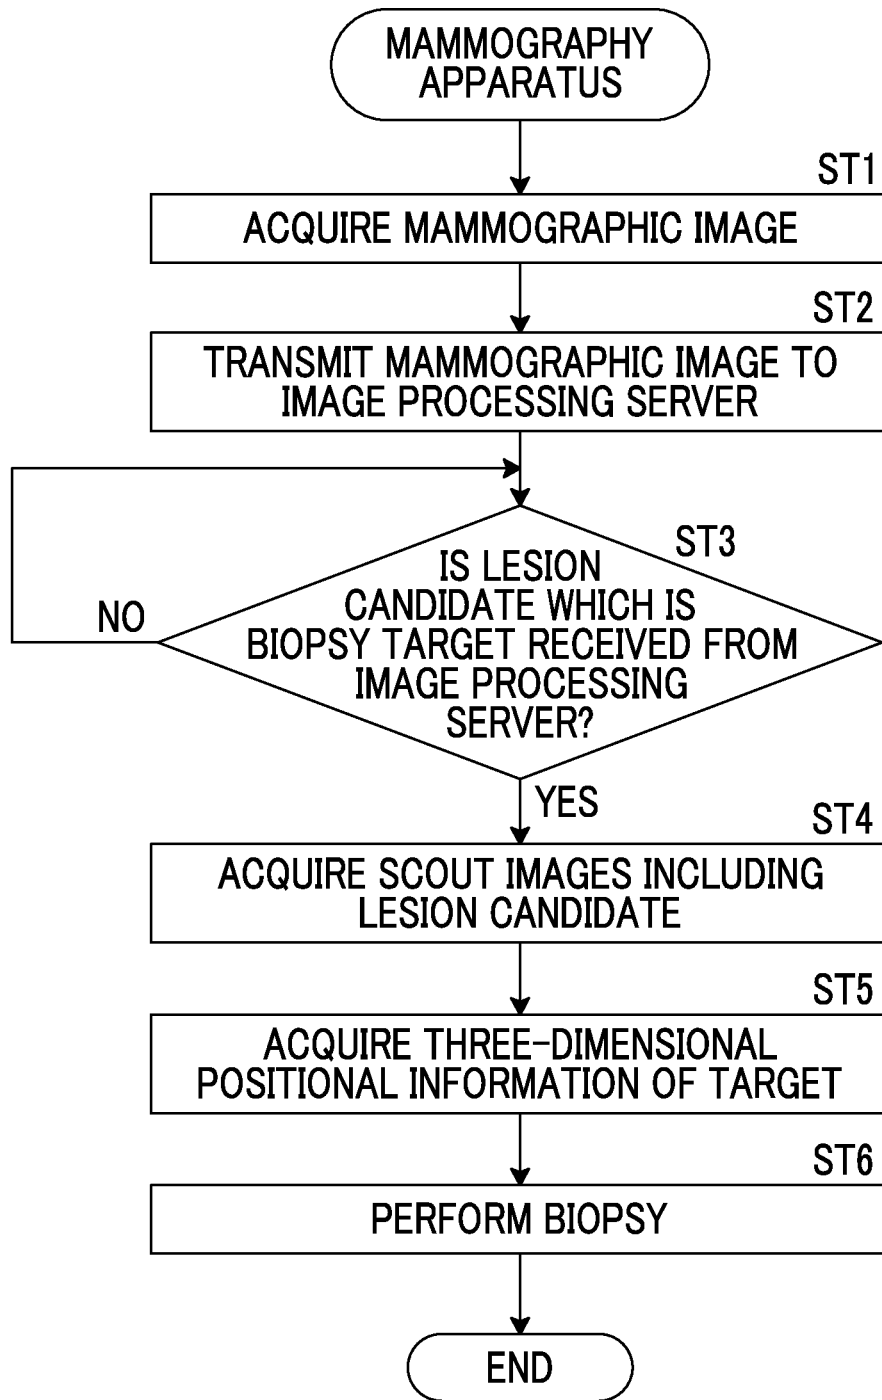 MAMMOGRAPHY
APPARATUS
ST1
ACQUIRE MAMMOGRAPHIC IMAGE
ST2
TRANSMIT MAMMOGRAPHIC IMAGE TO
IMAGE PROCESSING SERVER
ST3
IS LESION
CANDIDATE WHICH IS
BIOPSY TARGET RECEIVED FROM
IMAGE PROCESSING
SERVER?
NO
YES
ST4
ACQUIRE SCOUT IMAGES INCLUDING
LESION CANDIDATE
ST5
ACQUIRE THREE-DIMENSIONAL
POSITIONAL INFORMATION OF TARGET
ST6
PERFORM BIOPSY
END